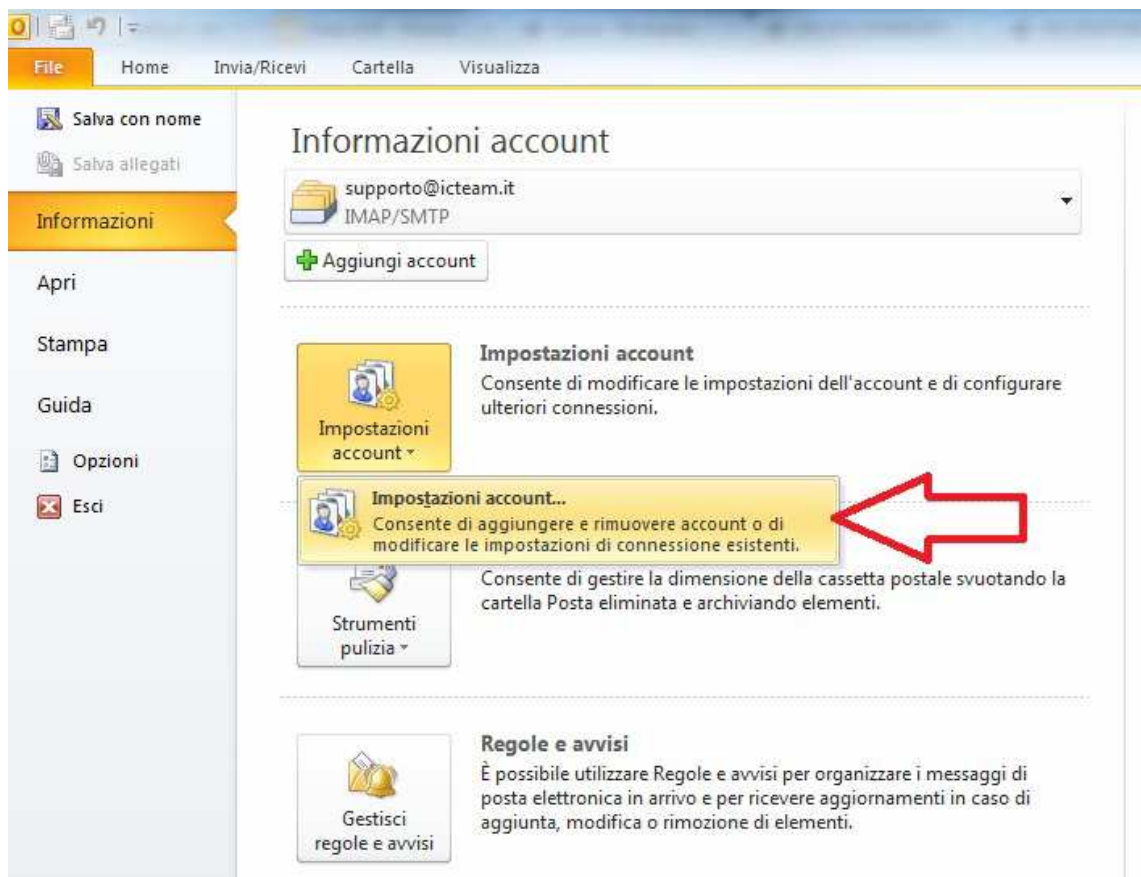 File Home Invia/Ricevi Cartella Visualizza
Salva con nome
Salva allegati
Informazioni
Apri
Stampa
Guida
Opzioni
Esci
Informazioni account
supporto@icteam.it
IMAP/SMTP
Aggiungi account
Impostazioni
account
Impostazioni account
Consente di modificare le impostazioni dell'account e di configurare
ulteriori connessioni.
Impostazioni account...
Consente di aggiungere e rimuovere account o di
modificare le impostazioni di connessione esistenti.
Strumenti
pulizia
Consente di gestire la dimensione della cassetta postale svuotando la
cartella Posta eliminata e archiviando elementi.
Gestisci
regole e avvisi
Regole e avvisi
È possibile utilizzare Regole e avvisi per organizzare i messaggi di
posta elettronica in arrivo e per ricevere aggiornamenti in caso di
aggiunta, modifica o rimozione di elementi.